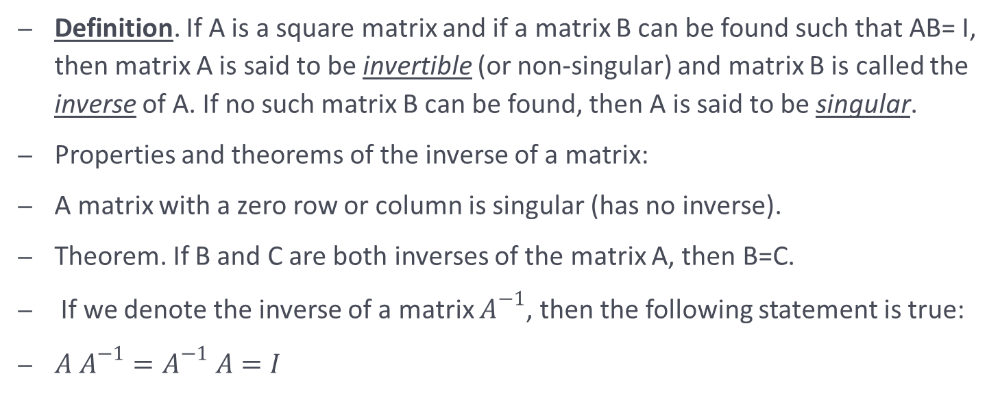 – Definition. If A is a square matrix and if a matrix B can be found such that AB= I,
then matrix A is said to be invertible (or non-singular) and matrix B is called the
inverse of A. If no such matrix B can be found, then A is said to be singular.
– Properties and theorems of the inverse of a matrix:
– A matrix with a zero row or column is singular (has no inverse).
– Theorem. If B and C are both inverses of the matrix A, then B=C.
– If we denote the inverse of a matrix A⁻¹, then the following statement is true:
– A A⁻¹ = A⁻¹ A = I